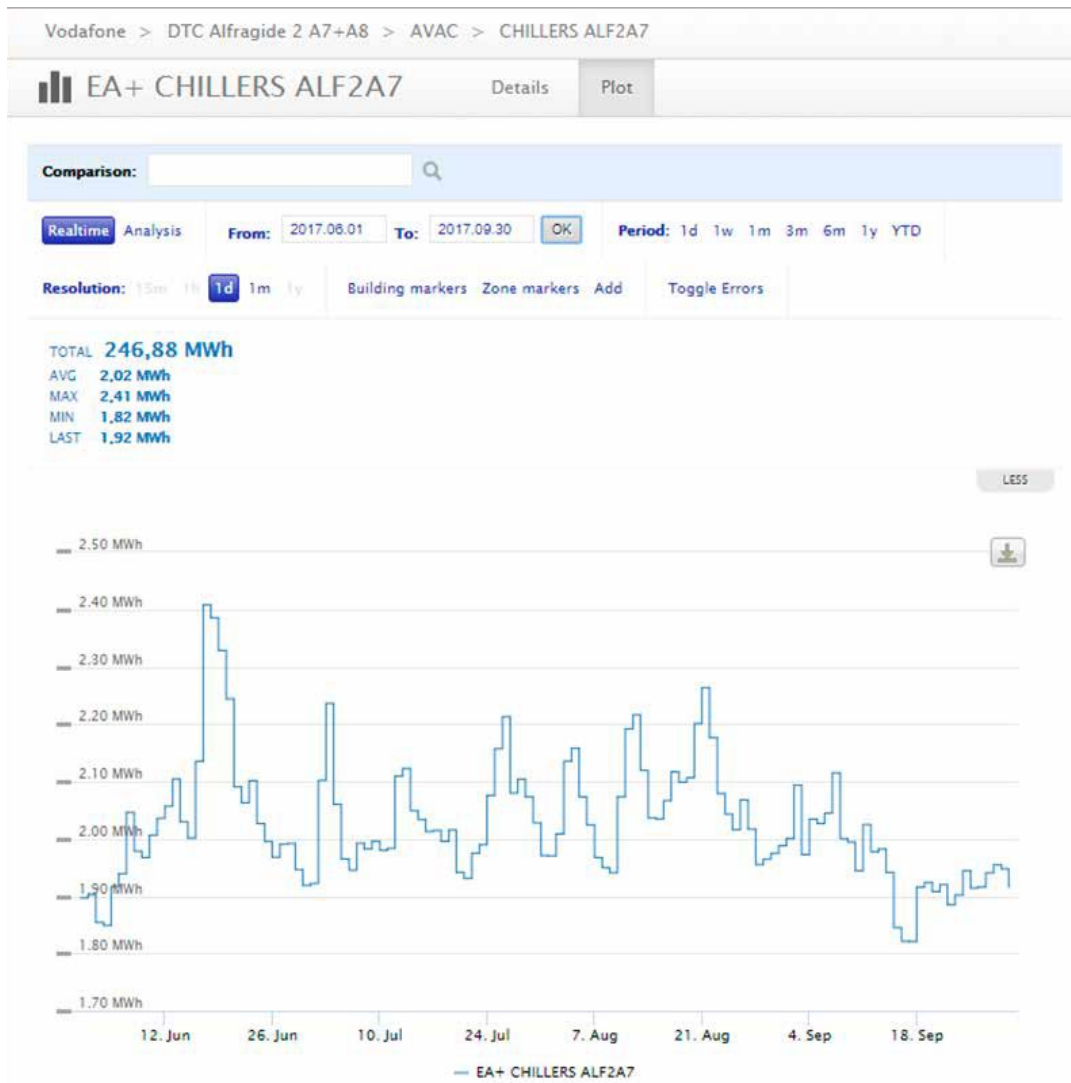 Vodafone > DTC Alfragide 2 A7+A8 > AVAC > CHILLERS ALF2A7
EA+ CHILLERS ALF2A7 Details Plot
Comparison:
Realtime Analysis From: 2017.06.01 To: 2017.09.30 OK Period: 1d 1w 1m 3m 6m 1y YTD
Resolution: 15m 1h 1d 1m 1y Building markers Zone markers Add Toggle Errors
TOTAL 246,88 MWh
AVG 2,02 MWh
MAX 2,41 MWh
MIN 1,82 MWh
LAST 1,92 MWh
LESS
2.50 MWh
2.40 MWh
2.30 MWh
2.20 MWh
2.10 MWh
2.00 MWh
1.90 MWh
1.80 MWh
1.70 MWh
12. Jun 26. Jun 10. Jul 24. Jul 7. Aug 21. Aug 4. Sep 18. Sep
EA+ CHILLERS ALF2A7